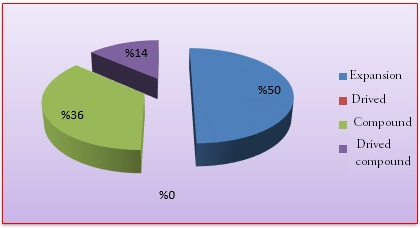 %14
%50
%36
%0
Expansion
Drived
Compound
Drived
compound